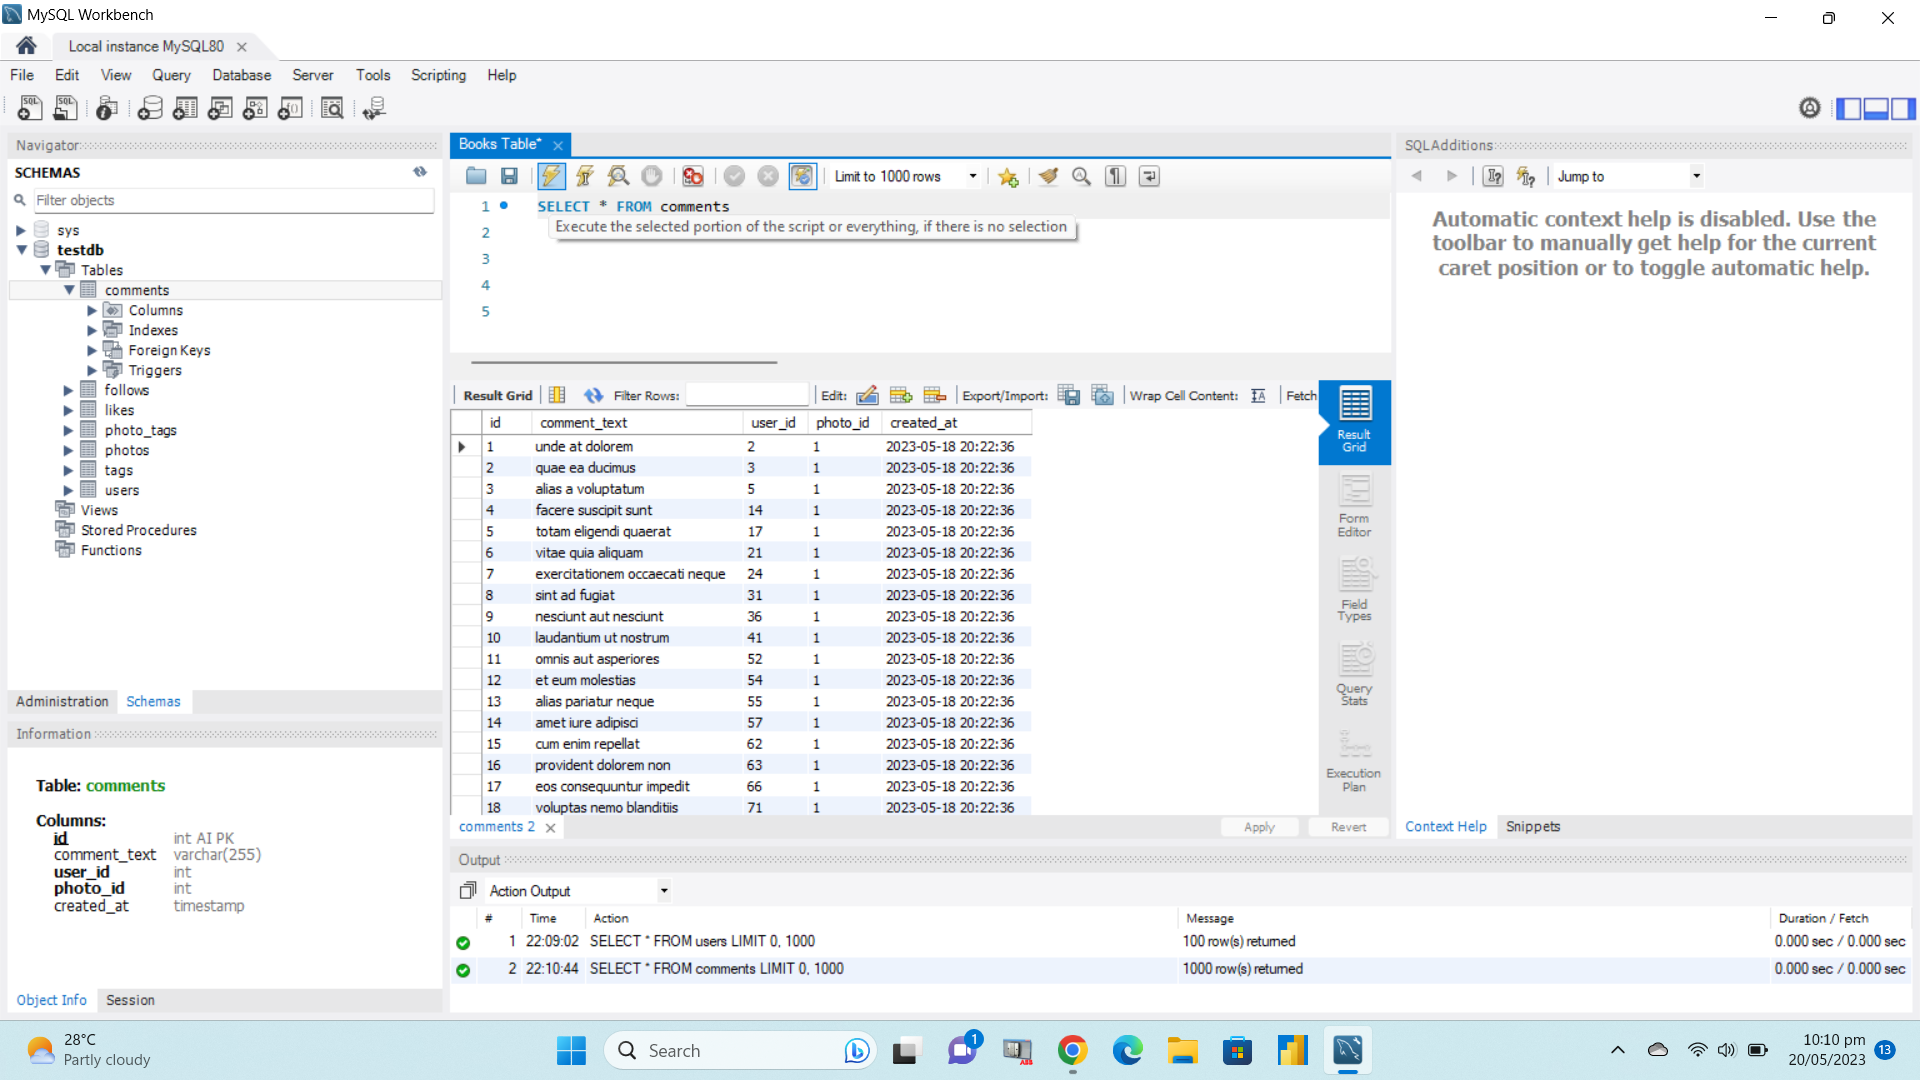 MySQL Workbench
Local instance MySQL80
File Edit View Query Database Server Tools Scripting Help
Navigator
SCHEMAS
Filter objects
sys
testdb
Tables
comments
Columns
Indexes
Foreign Keys
Triggers
follows
likes
photo_tags
photos
tags
users
Views
Stored Procedures
Functions
Administration Schemas
Information
Table: comments
Columns:
id int AI PK
comment_text varchar(255)
user_id int
photo_id int
created_at timestamp
Object Info Session
Books Table*
Limit to 1000 rows
1 SELECT * FROM comments
Execute the selected portion of the script or everything, if there is no selection
2
3
4
5
Result Grid Filter Rows: Edit: Export/Import: Wrap Cell Content: Fetch
id comment_text user_id photo_id created_at
1 unde at dolorem 2 1 2023-05-18 20:22:36
2 quae ea ducimus 3 1 2023-05-18 20:22:36
3 alias a voluptatum 5 1 2023-05-18 20:22:36
4 facere suscipit sunt 14 1 2023-05-18 20:22:36
5 totam eligendi quaerat 17 1 2023-05-18 20:22:36
6 vitae quia aliquam 21 1 2023-05-18 20:22:36
7 exercitationem occaecati neque 24 1 2023-05-18 20:22:36
8 sint ad fugiat 31 1 2023-05-18 20:22:36
9 nesciunt aut nesciunt 36 1 2023-05-18 20:22:36
10 laudantium ut nostrum 41 1 2023-05-18 20:22:36
11 omnis aut asperiores 52 1 2023-05-18 20:22:36
12 et eum molestias 54 1 2023-05-18 20:22:36
13 alias pariatur neque 55 1 2023-05-18 20:22:36
14 amet iure adipisci 57 1 2023-05-18 20:22:36
15 cum enim repellat 62 1 2023-05-18 20:22:36
16 provident dolorem non 63 1 2023-05-18 20:22:36
17 eos consequuntur impedit 66 1 2023-05-18 20:22:36
18 voluptas nemo blanditiis 71 1 2023-05-18 20:22:36
Result
Grid
Form
Editor
Field
Types
Query
Stats
Execution
Plan
comments 2 Apply Revert
SQLAdditions
Jump to
Automatic context help is disabled. Use the
toolbar to manually get help for the current
caret position or to toggle automatic help.
Context Help Snippets
Output
Action Output
# Time Action Message Duration / Fetch
1 22:09:02 SELECT * FROM users LIMIT 0, 1000 100 row(s) returned 0.000 sec / 0.000 sec
2 22:10:44 SELECT * FROM comments LIMIT 0, 1000 1000 row(s) returned 0.000 sec / 0.000 sec
28°C
Partly cloudy
Search
1
ABB
10:10 pm
20/05/2023
13